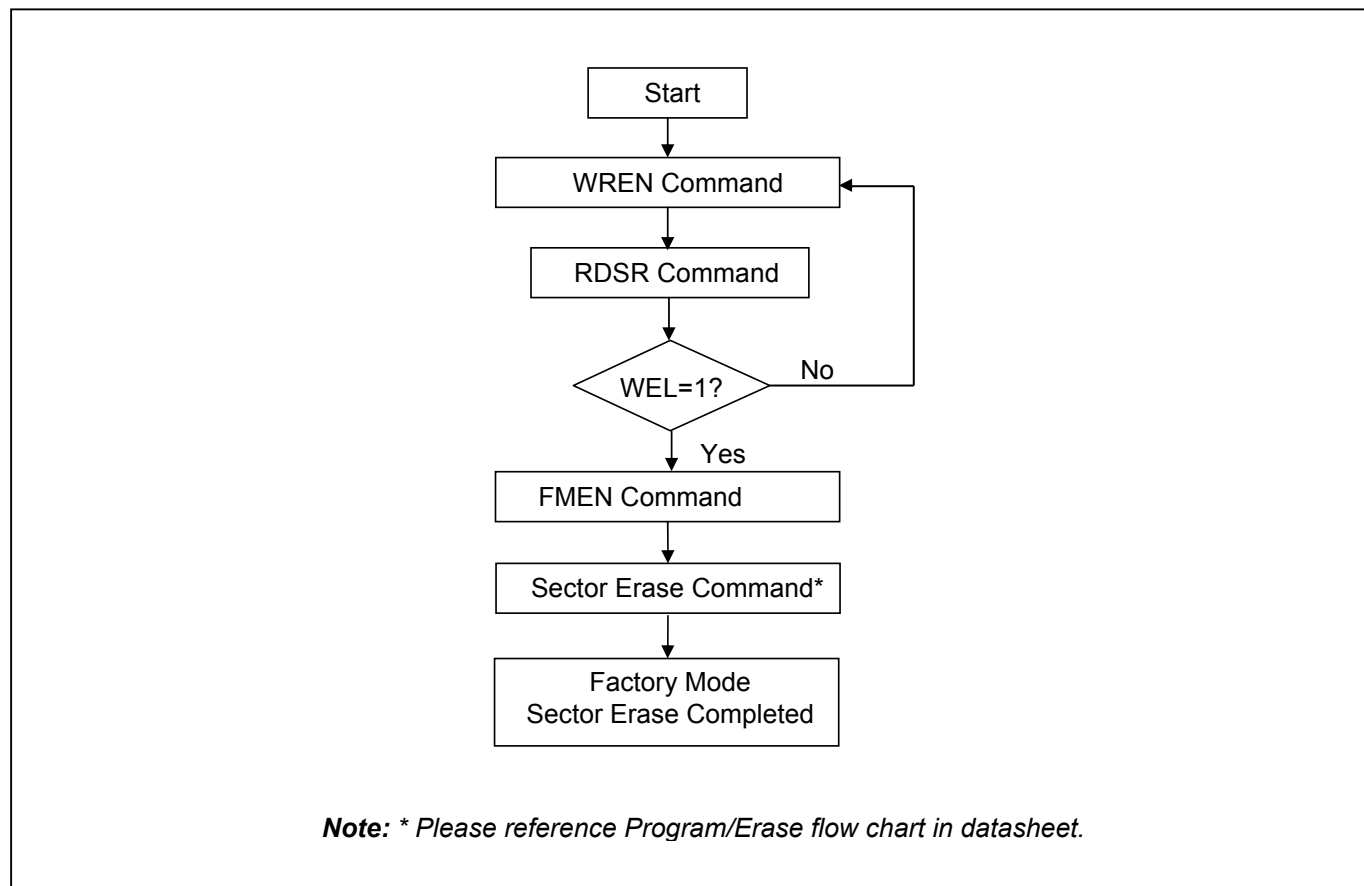 Start
WREN Command
RDSR Command
WEL=1?
No
Yes
FMEN Command
Sector Erase Command*
Factory Mode
Sector Erase Completed
Note: * Please reference Program/Erase flow chart in datasheet.